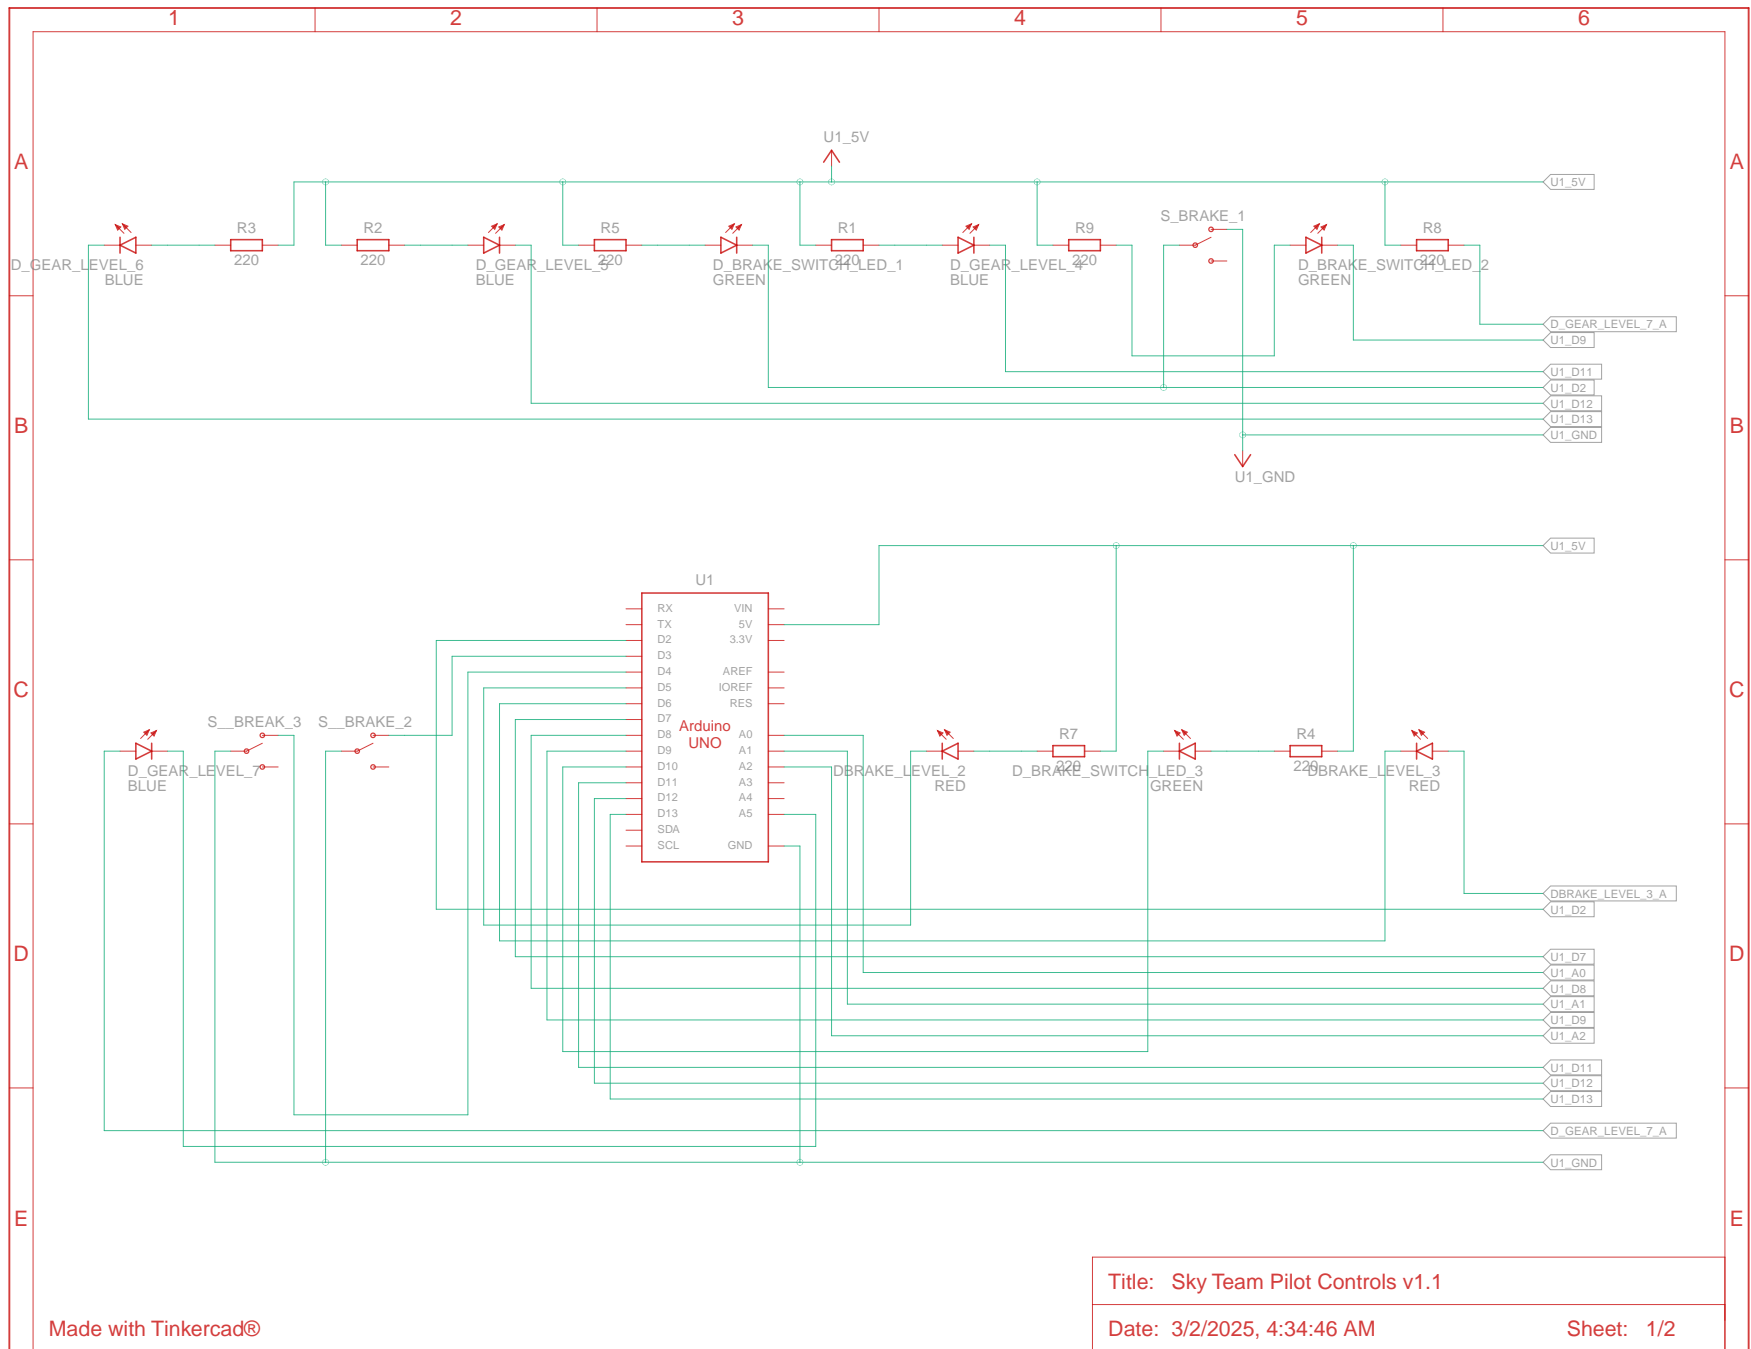 1 2 3 4 5 6
U1_5V
A A
U1_5V
S_BRAKE_1
R3 R2 R5 R1 R9 R8
220 220 220 220 220 220
D_GEAR_LEVEL_6 D_GEAR_LEVEL_5 D_BRAKE_SWITCH_LED_1 D_GEAR_LEVEL_4 D_BRAKE_SWITCH_LED_2
BLUE BLUE GREEN BLUE GREEN
D_GEAR_LEVEL_7_A
U1_D9
U1_D11
U1_D2
U1_D12
U1_D13
B B
U1_GND
U1_GND
U1_5V
U1
RX VIN
TX 5V
D2 3.3V
D3
D4 AREF
D5 IOREF
D6 RES
D7
D8 A0
D9 A1
D10 A2
D11 A3
D12 A4
D13 A5
SDA
SCL GND
Arduino
UNO
C C
S__BREAK_3 S__BRAKE_2
R7 R4
220 220
D_GEAR_LEVEL_7 DBRAKE_LEVEL_2 D_BRAKE_SWITCH_LED_3 DBRAKE_LEVEL_3
BLUE RED GREEN RED
DBRAKE_LEVEL_3_A
U1_D2
D D
U1_D7
U1_A0
U1_D8
U1_A1
U1_D9
U1_A2
U1_D11
U1_D12
U1_D13
D_GEAR_LEVEL_7_A
U1_GND
E E
Title: Sky Team Pilot Controls v1.1
Made with Tinkercad®
Date: 3/2/2025, 4:34:46 AM Sheet: 1/2